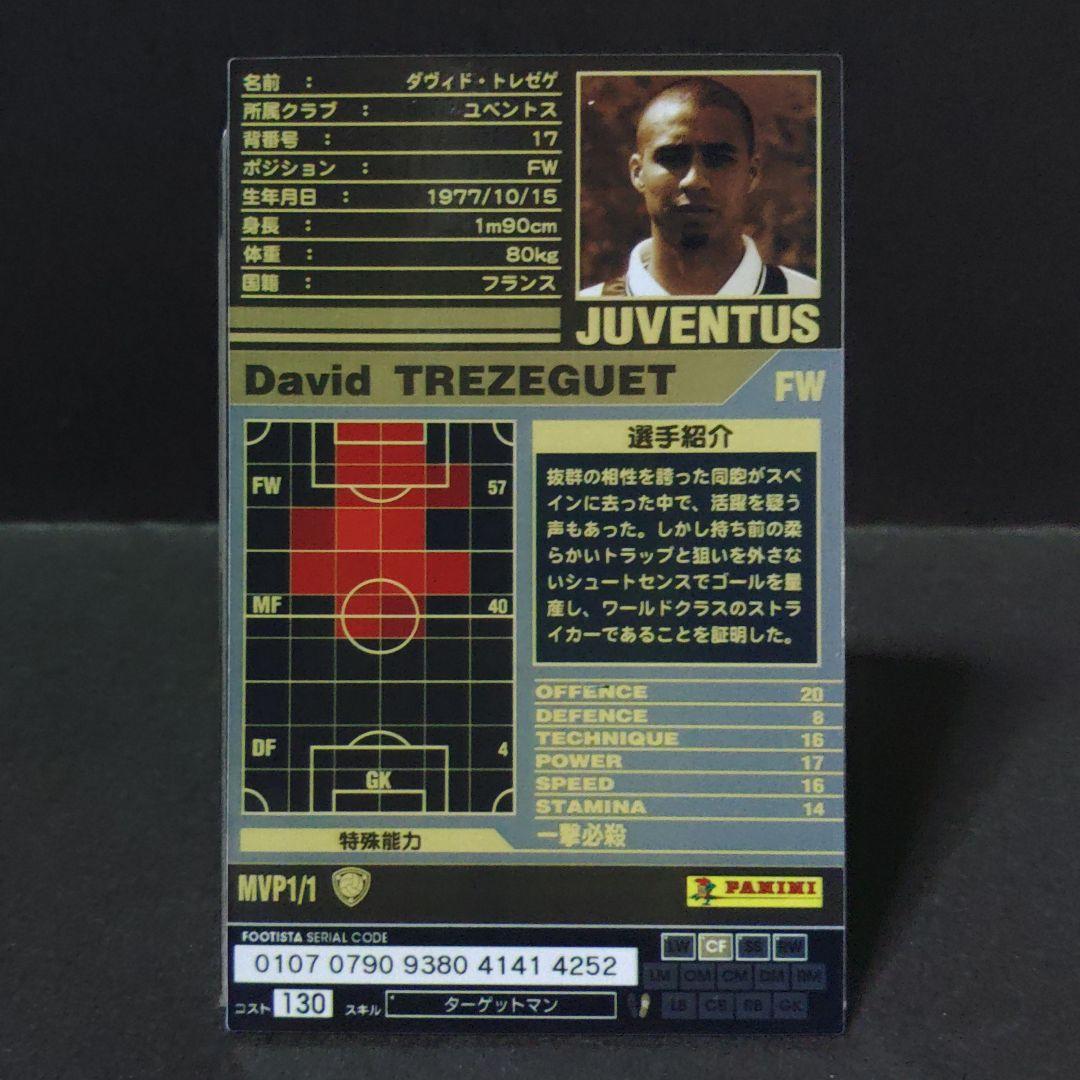 名前 : ダヴィド・トレゼゲ
所属クラブ : ユベントス
背番号 : 17
ポジション : FW
生年月日 : 1977/10/15
身長 : 1m90cm
体重 : 80kg
国籍 : フランス
JUVENTUS
David TREZEGUET FW
選手紹介
抜群の相性を誇った同胞がスペ
インに去った中で、活躍を疑う
声もあった。しかし持ち前の柔
らかいトラップと狙いを外さな
いシュートセンスでゴールを量
産し、ワールドクラスのストラ
イカーであることを証明した。
FW 57
MF 40
DF 4
GK
OFFENCE 20
DEFENCE 8
TECHNIQUE 16
POWER 17
SPEED 16
STAMINA 14
特殊能力 一撃必殺
MVP1/1
PANINI
FOOTISTA SERIAL CODE
0107 0790 9380 4141 4252
コスト 130 スキル ターゲットマン
LW CF SS RW
LM OM CM DM RM
LB CB RB GK